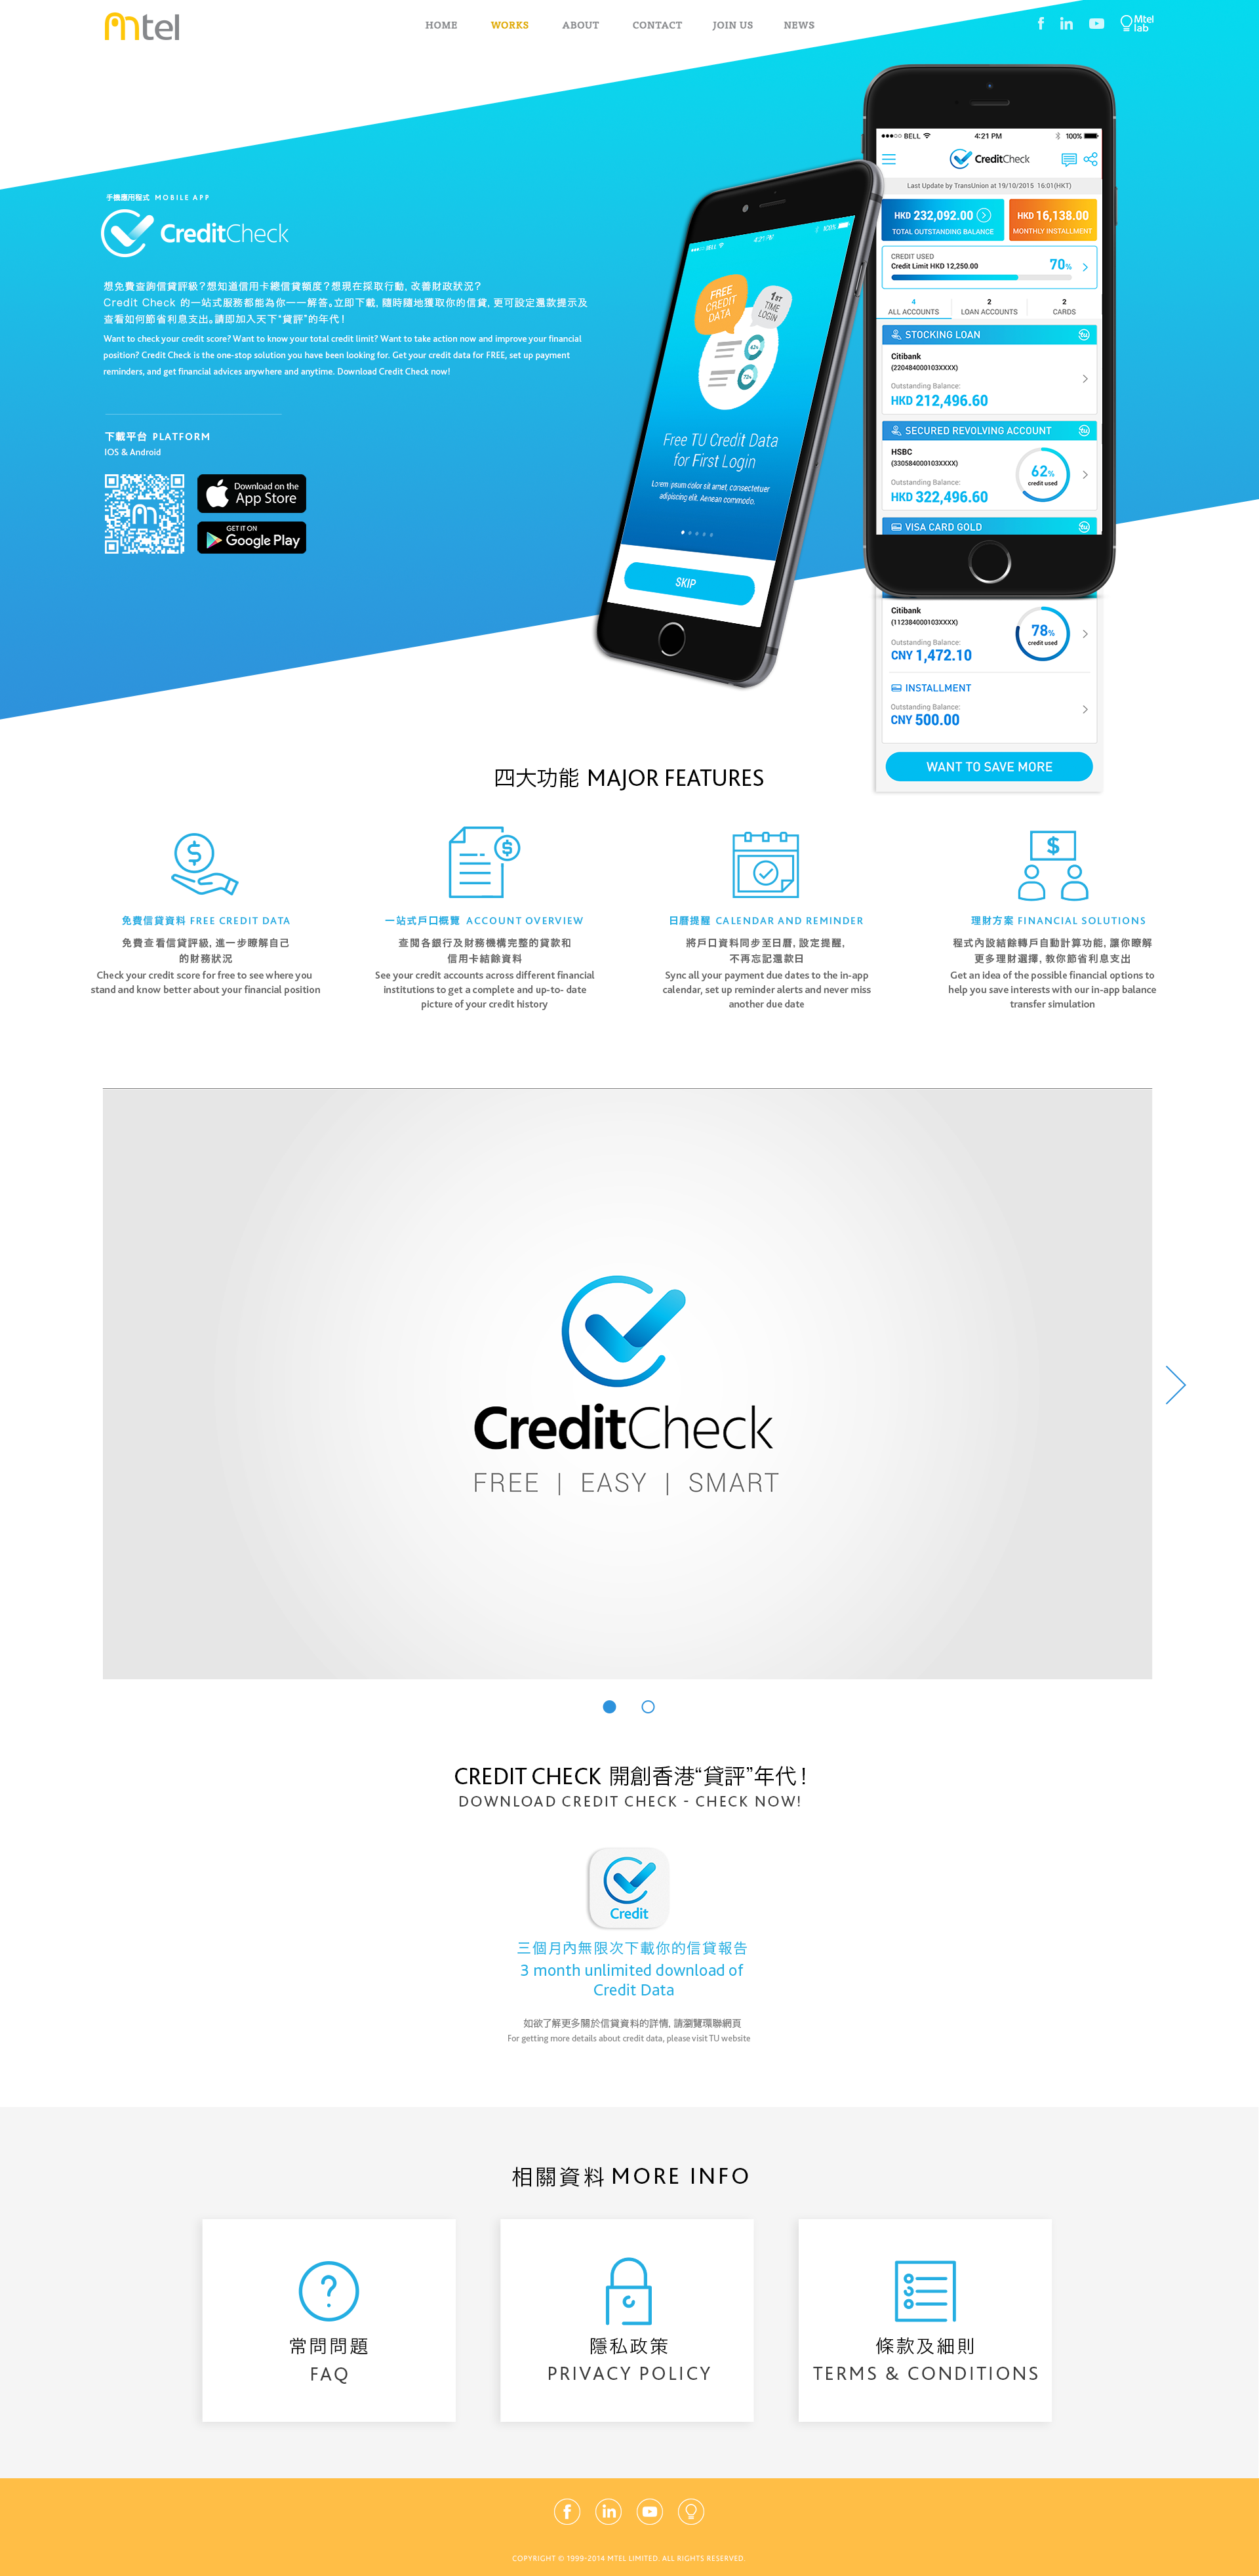 mtel
HOME WORKS ABOUT CONTACT JOIN US NEWS
Mtel
lab
手機應用程式 MOBILE APP
CreditCheck
想免費查詢信貸評級？想知道信用卡總信貸額度？想現在採取行動, 改善財政狀況？
Credit Check 的一站式服務都能為你一一解答。立即下載, 隨時隨地獲取你的信貸, 更可設定還款提示及
查看如何節省利息支出。請即加入天下“貸評”的年代！
Want to check your credit score? Want to know your total credit limit? Want to take action now and improve your financial
position? Credit Check is the one-stop solution you have been looking for. Get your credit data for FREE, set up payment
reminders, and get financial advices anywhere and anytime. Download Credit Check now!
下載平台 PLATFORM
IOS & Android
Download on the
App Store
GET IT ON
Google Play
BELL 4:21 PM 100%
FREE
CREDIT
DATA
1ST
TIME
LOGIN
62%
72%
Free TU Credit Data
for First Login
Lorem ipsum color sit amet, consectetuer
adipiscing elit. Aenean commodo.
SKIP
BELL 4:21 PM 100%
CreditCheck
Last Update by TransUnion at 19/10/2015 16:01(HKT)
HKD 232,092.00
TOTAL OUTSTANDING BALANCE
HKD 16,138.00
MONTHLY INSTALLMENT
CREDIT USED
Credit Limit HKD 12,250.00
70%
4 2 2
ALL ACCOUNTS LOAN ACCOUNTS CARDS
STOCKING LOAN
Citibank
(220484000103XXXX)
Outstanding Balance:
HKD 212,496.60
SECURED REVOLVING ACCOUNT
HSBC
(330584000103XXXX)
Outstanding Balance:
HKD 322,496.60
62%
credit used
VISA CARD GOLD
Citibank
(112384000103XXXX)
Outstanding Balance:
CNY 1,472.10
78%
credit used
INSTALLMENT
Outstanding Balance:
CNY 500.00
WANT TO SAVE MORE
四大功能 MAJOR FEATURES
免費信貸資料 FREE CREDIT DATA
免費查看信貸評級, 進一步瞭解自己
的財務狀況
Check your credit score for free to see where you
stand and know better about your financial position
一站式戶口概覽 ACCOUNT OVERVIEW
查閱各銀行及財務機構完整的貸款和
信用卡結餘資料
See your credit accounts across different financial
institutions to get a complete and up-to- date
picture of your credit history
日曆提醒 CALENDAR AND REMINDER
將戶口資料同步至日曆, 設定提醒,
不再忘記還款日
Sync all your payment due dates to the in-app
calendar, set up reminder alerts and never miss
another due date
理財方案 FINANCIAL SOLUTIONS
程式內設結餘轉戶自動計算功能, 讓你瞭解
更多理財選擇, 教你節省利息支出
Get an idea of the possible financial options to
help you save interests with our in-app balance
transfer simulation
CreditCheck
FREE | EASY | SMART
CREDIT CHECK 開創香港“貸評”年代！
DOWNLOAD CREDIT CHECK - CHECK NOW!
Credit
三個月內無限次下載你的信貸報告
3 month unlimited download of
Credit Data
如欲了解更多關於信貸資料的詳情, 請瀏覽環聯網頁
For getting more details about credit data, please visit TU website
相關資料 MORE INFO
常問問題
FAQ
隱私政策
PRIVACY POLICY
條款及細則
TERMS & CONDITIONS
COPYRIGHT © 1999-2014 MTEL LIMITED. ALL RIGHTS RESERVED.